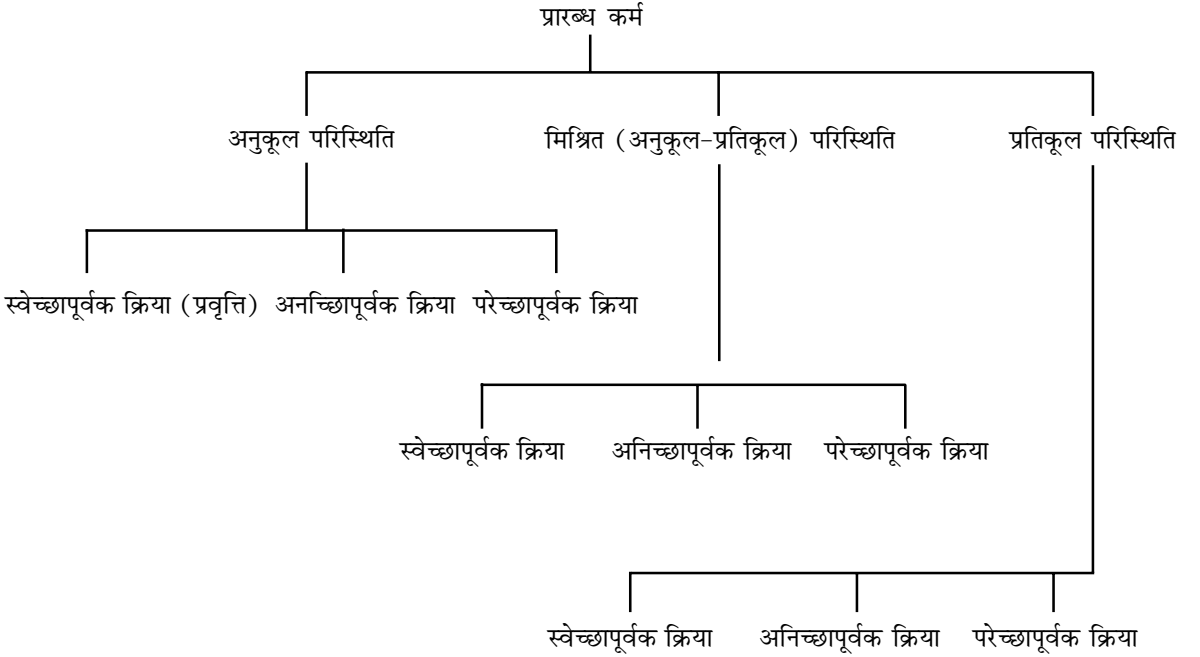 प्रारब्ध कर्म
अनुकूल परिस्थिति मिश्रित (अनुकूल-प्रतिकूल) परिस्थिति प्रतिकूल परिस्थिति
स्वेच्छापूर्वक क्रिया (प्रवृत्ति) अनच्छिापूर्वक क्रिया परेच्छापूर्वक क्रिया
स्वेच्छापूर्वक क्रिया अनिच्छापूर्वक क्रिया परेच्छापूर्वक क्रिया
स्वेच्छापूर्वक क्रिया अनिच्छापूर्वक क्रिया परेच्छापूर्वक क्रिया